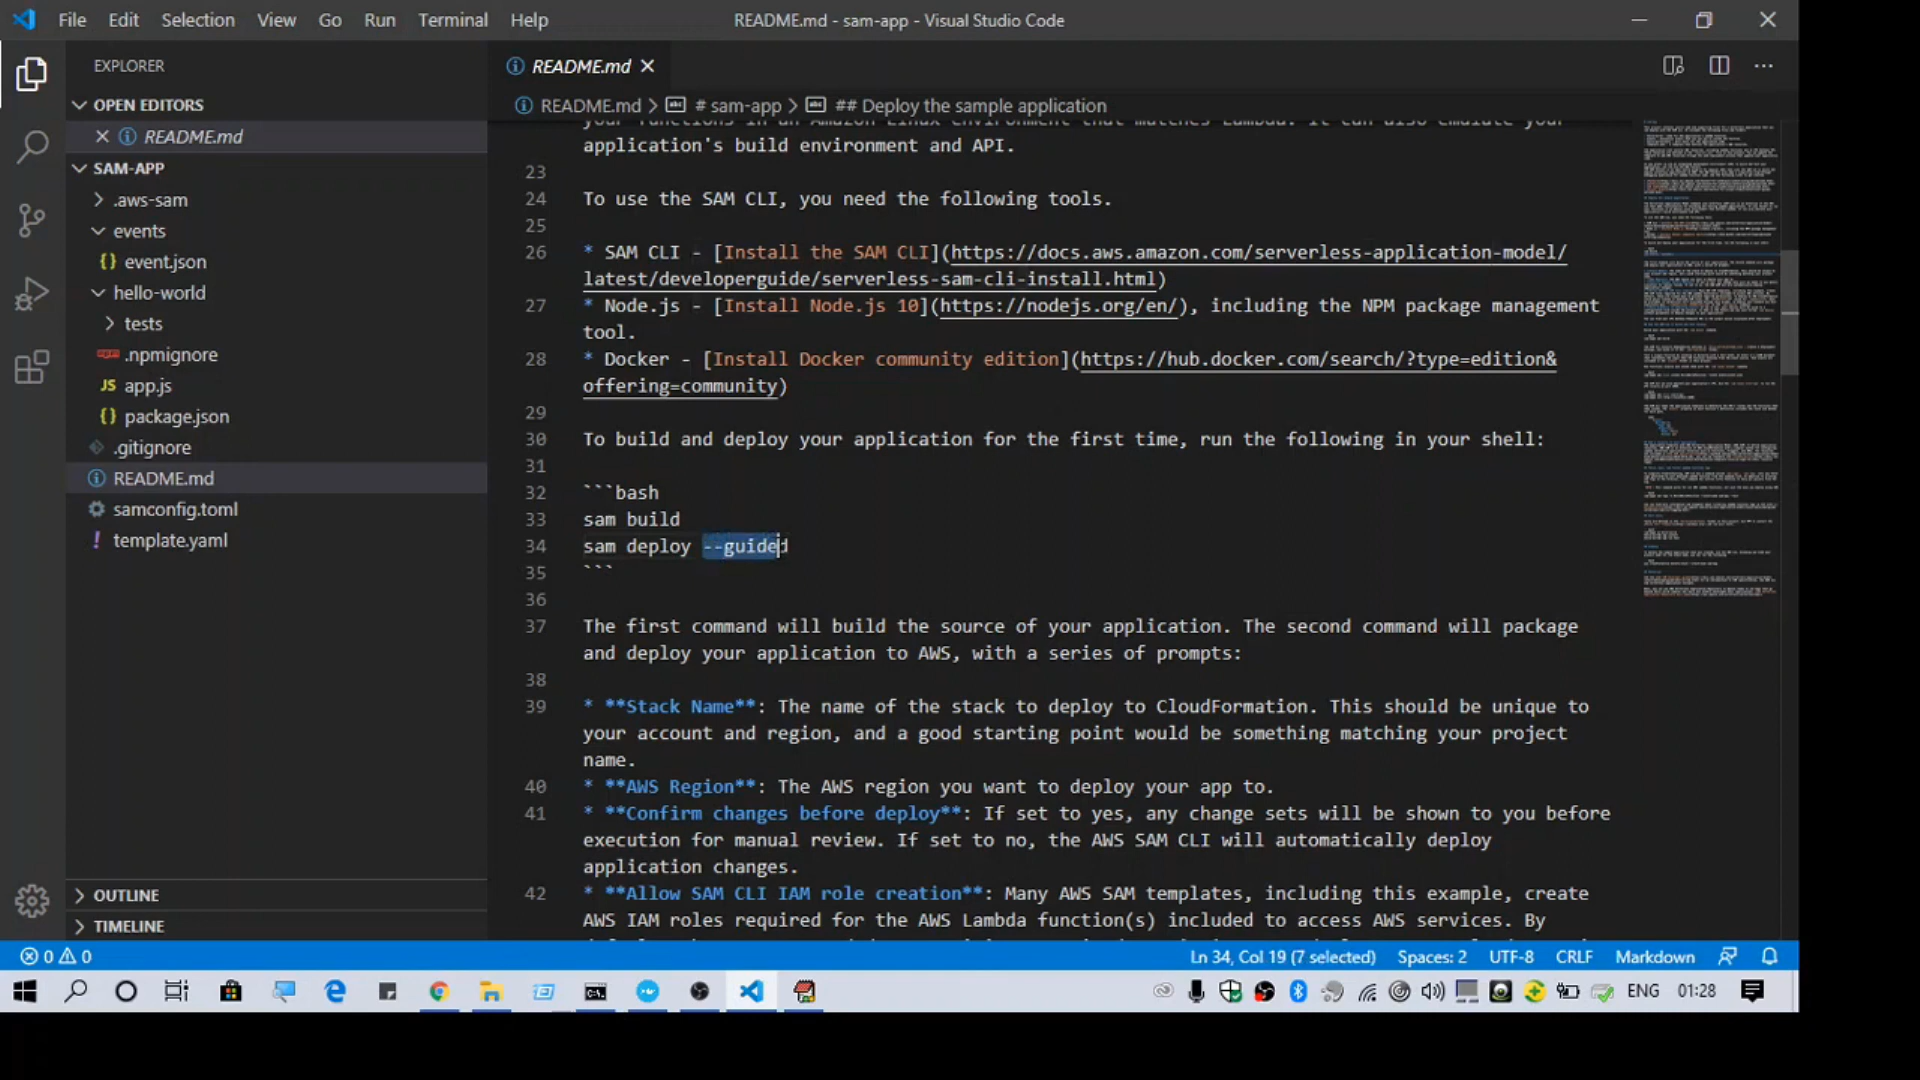 File Edit Selection View Go Run Terminal Help README.md - sam-app - Visual Studio Code
EXPLORER
OPEN EDITORS
README.md
SAM-APP
.aws-sam
events
{} event.json
hello-world
tests
.npmignore
JS app.js
{} package.json
.gitignore
README.md
samconfig.toml
! template.yaml
OUTLINE
TIMELINE
README.md
README.md > # sam-app > ## Deploy the sample application
application's build environment and API.
23
24 To use the SAM CLI, you need the following tools.
25
26 * SAM CLI - [Install the SAM CLI](https://docs.aws.amazon.com/serverless-application-model/
latest/developerguide/serverless-sam-cli-install.html)
27 * Node.js - [Install Node.js 10](https://nodejs.org/en/), including the NPM package management
tool.
28 * Docker - [Install Docker community edition](https://hub.docker.com/search/?type=edition&
offering=community)
29
30 To build and deploy your application for the first time, run the following in your shell:
31
32 ```bash
33 sam build
34 sam deploy --guided
35 ```
36
37 The first command will build the source of your application. The second command will package
and deploy your application to AWS, with a series of prompts:
38
39 * **Stack Name**: The name of the stack to deploy to CloudFormation. This should be unique to
your account and region, and a good starting point would be something matching your project
name.
40 * **AWS Region**: The AWS region you want to deploy your app to.
41 * **Confirm changes before deploy**: If set to yes, any change sets will be shown to you before
execution for manual review. If set to no, the AWS SAM CLI will automatically deploy
application changes.
42 * **Allow SAM CLI IAM role creation**: Many AWS SAM templates, including this example, create
AWS IAM roles required for the AWS Lambda function(s) included to access AWS services. By
0 0 Ln 34, Col 19 (7 selected) Spaces: 2 UTF-8 CRLF Markdown
ENG 01:28